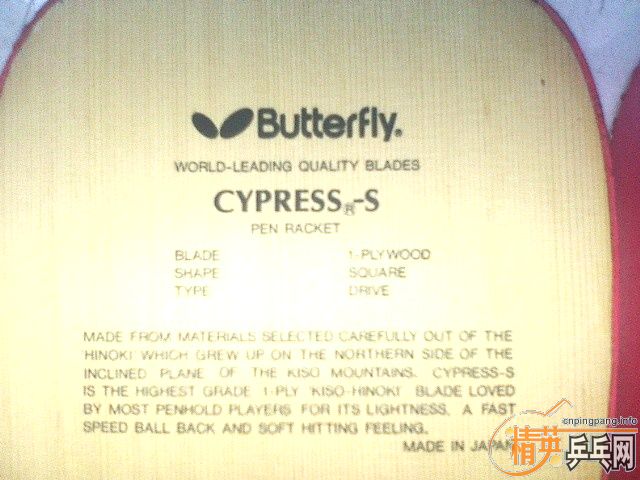 Butterfly®
WORLD-LEADING QUALITY BLADES
CYPRESS®-S
PEN RACKET
BLADE 1-PLYWOOD
SHAPE SQUARE
TYPE DRIVE
MADE FROM MATERIALS SELECTED CAREFULLY OUT OF THE
HINOKI WHICH GREW UP ON THE NORTHERN SIDE OF THE
INCLINED PLANE OF THE KISO MOUNTAINS. CYPRESS-S
IS THE HIGHEST GRADE 1-PLY 'KISO-HINOKI' BLADE LOVED
BY MOST PENHOLD PLAYERS FOR ITS LIGHTNESS, A FAST
SPEED BALL BACK AND SOFT HITTING FEELING.
MADE IN JAPAN
cnpingpang.info
精英乒乓网